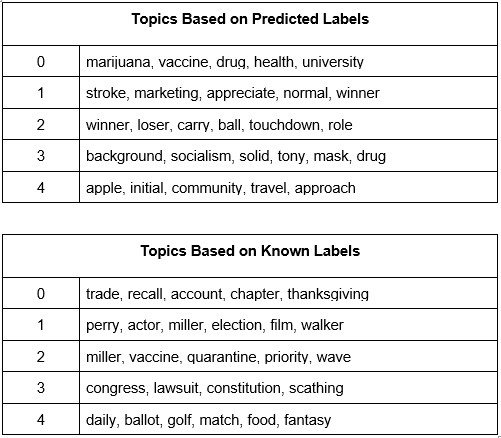 Topics Based on Predicted Labels
0 marijuana, vaccine, drug, health, university
1 stroke, marketing, appreciate, normal, winner
2 winner, loser, carry, ball, touchdown, role
3 background, socialism, solid, tony, mask, drug
4 apple, initial, community, travel, approach
Topics Based on Known Labels
0 trade, recall, account, chapter, thanksgiving
1 perry, actor, miller, election, film, walker
2 miller, vaccine, quarantine, priority, wave
3 congress, lawsuit, constitution, scathing
4 daily, ballot, golf, match, food, fantasy